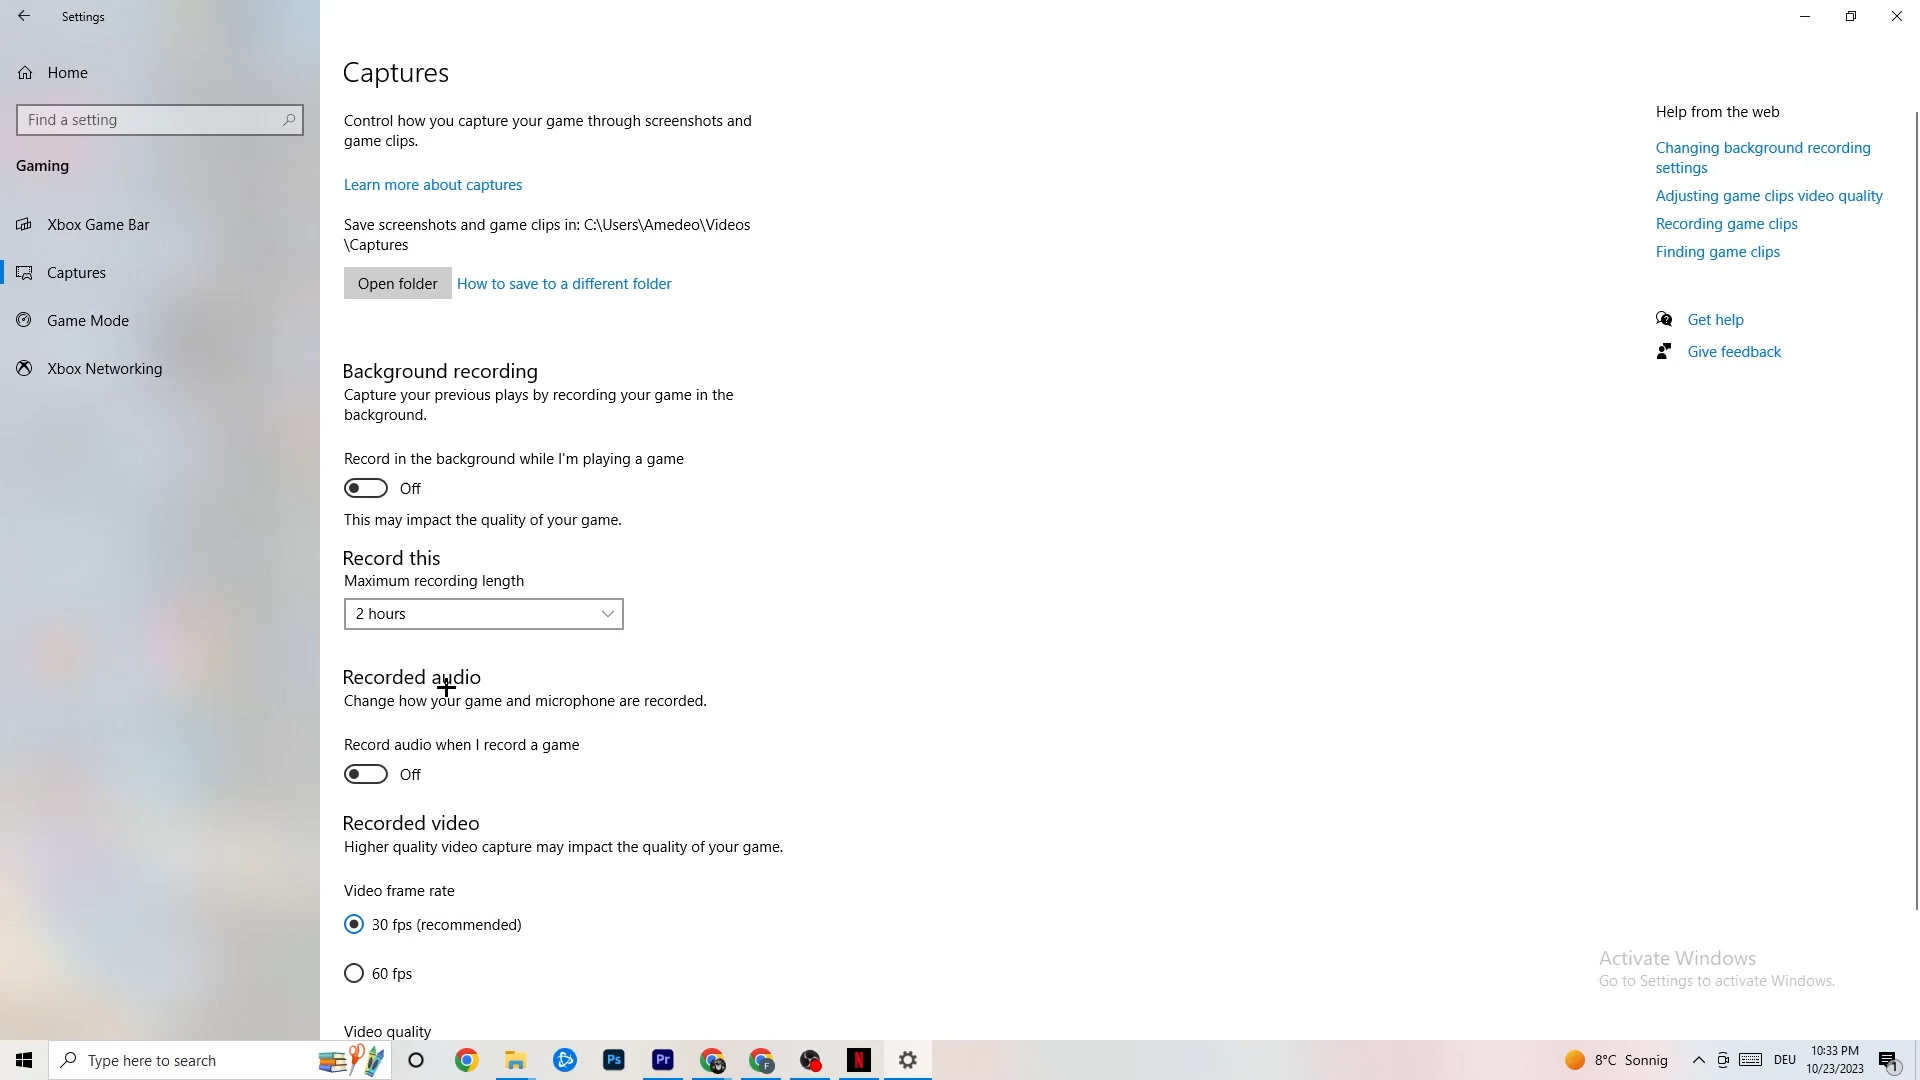 Settings
Home
Find a setting
Gaming
Xbox Game Bar
Captures
Game Mode
Xbox Networking
Captures
Control how you capture your game through screenshots and
game clips.
Learn more about captures
Save screenshots and game clips in: C:\Users\Amedeo\Videos
\Captures
Open folder
How to save to a different folder
Background recording
Capture your previous plays by recording your game in the
background.
Record in the background while I'm playing a game
Off
This may impact the quality of your game.
Record this
Maximum recording length
2 hours
Recorded audio
Change how your game and microphone are recorded.
Record audio when I record a game
Off
Recorded video
Higher quality video capture may impact the quality of your game.
Video frame rate
30 fps (recommended)
60 fps
Video quality
Help from the web
Changing background recording
settings
Adjusting game clips video quality
Recording game clips
Finding game clips
Get help
Give feedback
Activate Windows
Go to Settings to activate Windows.
Type here to search
Ps
Pr
F
N
8°C Sonnig
DEU
10:33 PM
10/23/2023
1